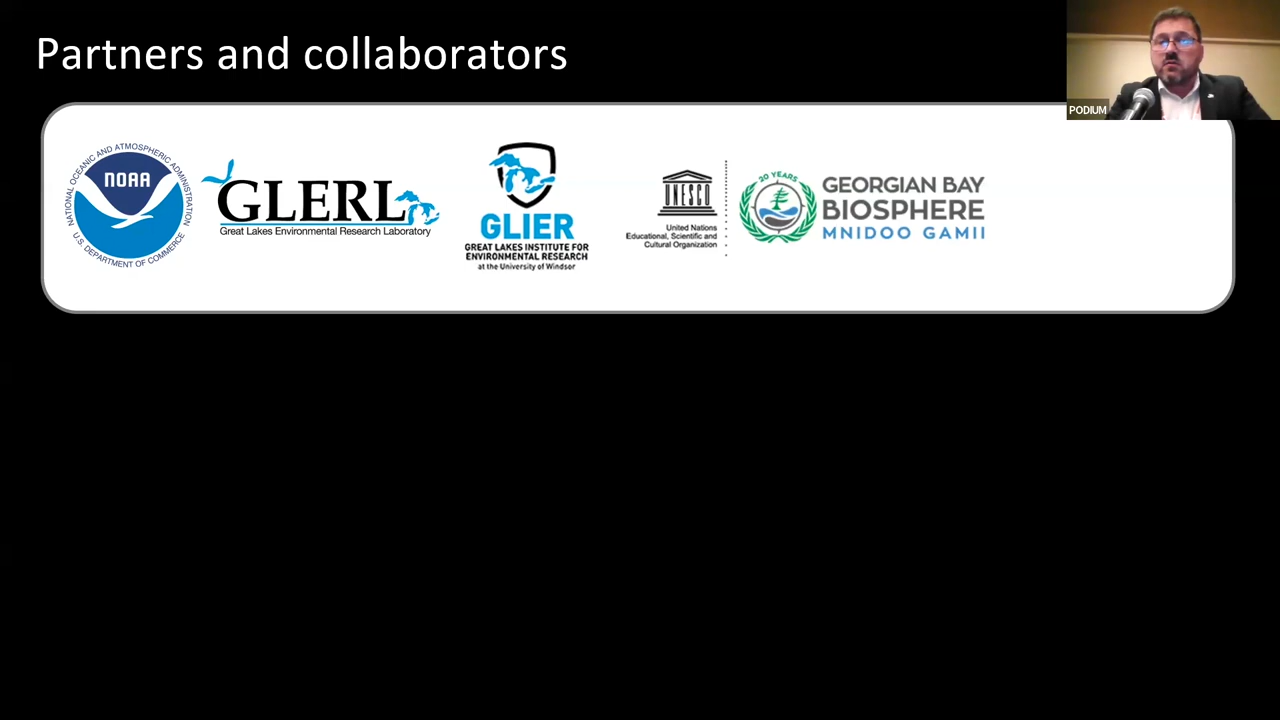 Partners and collaborators
PODIUM
NATIONAL OCEANIC AND ATMOSPHERIC ADMINISTRATION
NOAA
U.S. DEPARTMENT OF COMMERCE
GLERL
Great Lakes Environmental Research Laboratory
GLIER
GREAT LAKES INSTITUTE FOR
ENVIRONMENTAL RESEARCH
at the University of Windsor
UNESCO
United Nations
Educational, Scientific and
Cultural Organization
20 YEARS
GEORGIAN BAY
BIOSPHERE
MNIDOO GAMII